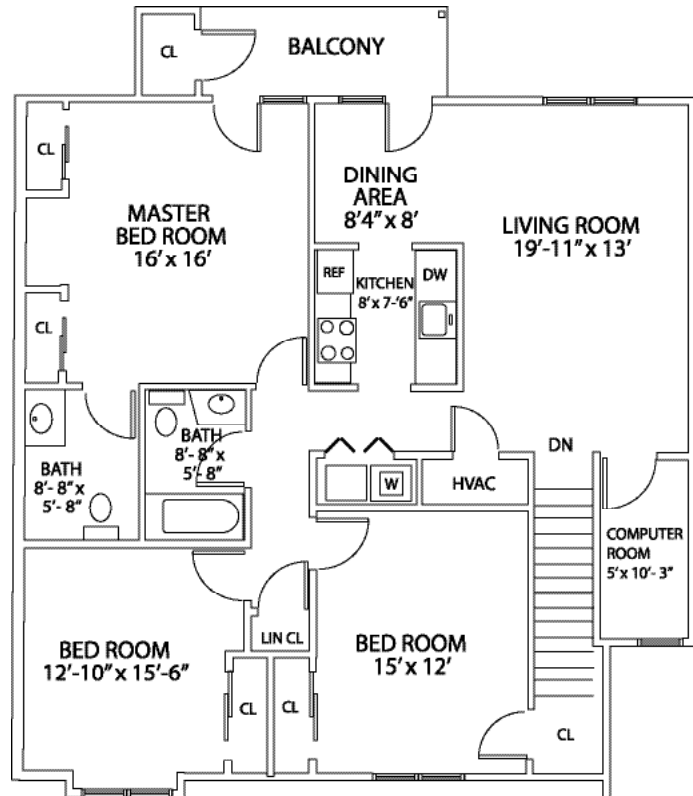 CL
BALCONY
CL
MASTER
BED ROOM
16' x 16'
DINING
AREA
8'4" x 8'
LIVING ROOM
19'-11" x 13'
REF
KITCHEN
8' x 7-'6"
DW
CL
BATH
8'- 8" x
5'- 8"
BATH
8'- 8" x
5'- 8"
W
HVAC
DN
COMPUTER
ROOM
5' x 10'- 3"
LIN CL
BED ROOM
12'-10" x 15'-6"
BED ROOM
15' x 12'
CL
CL
CL